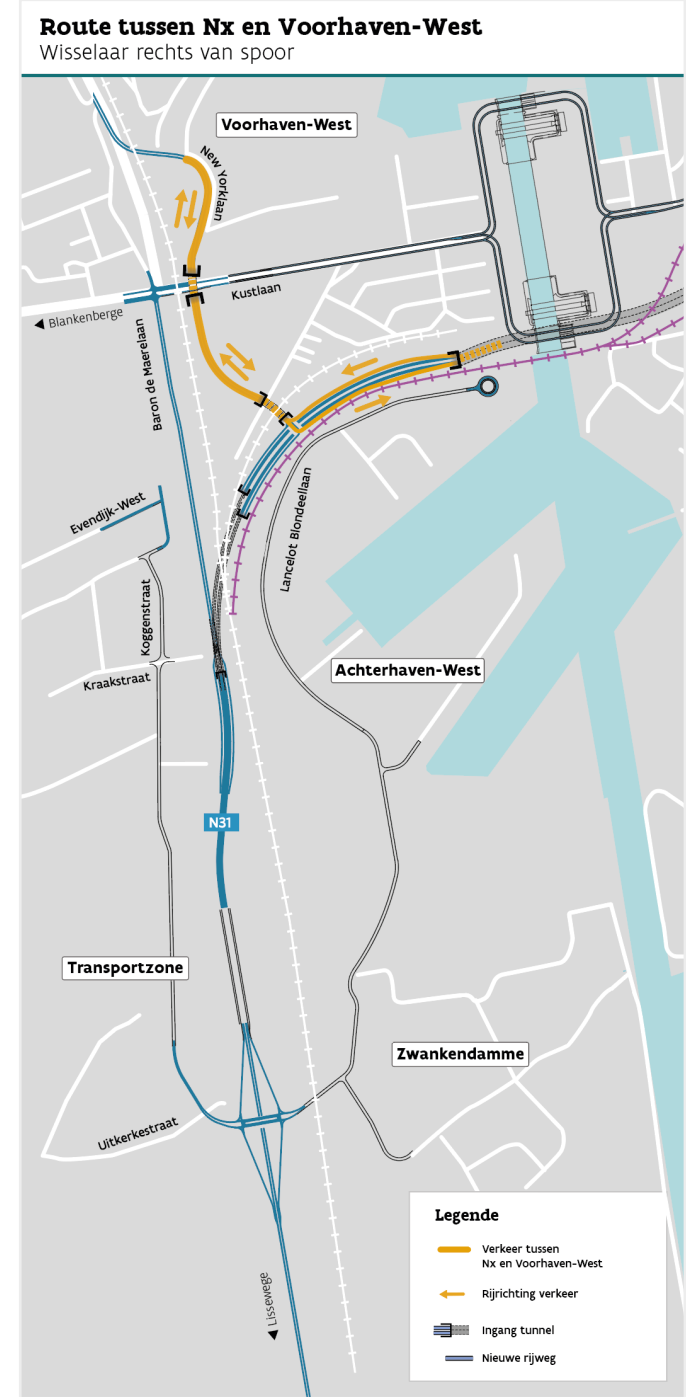 Route tussen Nx en Voorhaven-West
Wisselaar rechts van spoor
Voorhaven-West
New Yorklaan
Kustlaan
◀ Blankenberge
Baron de Maerelaan
Evendijk-West
Lancelot Blondeellaan
Koggenstraat
Achterhaven-West
Kraakstraat
N31
Transportzone
Zwankendamme
Uitkerkestraat
◀ Lissewege
Legende
Verkeer tussen
Nx en Voorhaven-West
Rijrichting verkeer
Ingang tunnel
Nieuwe rijweg